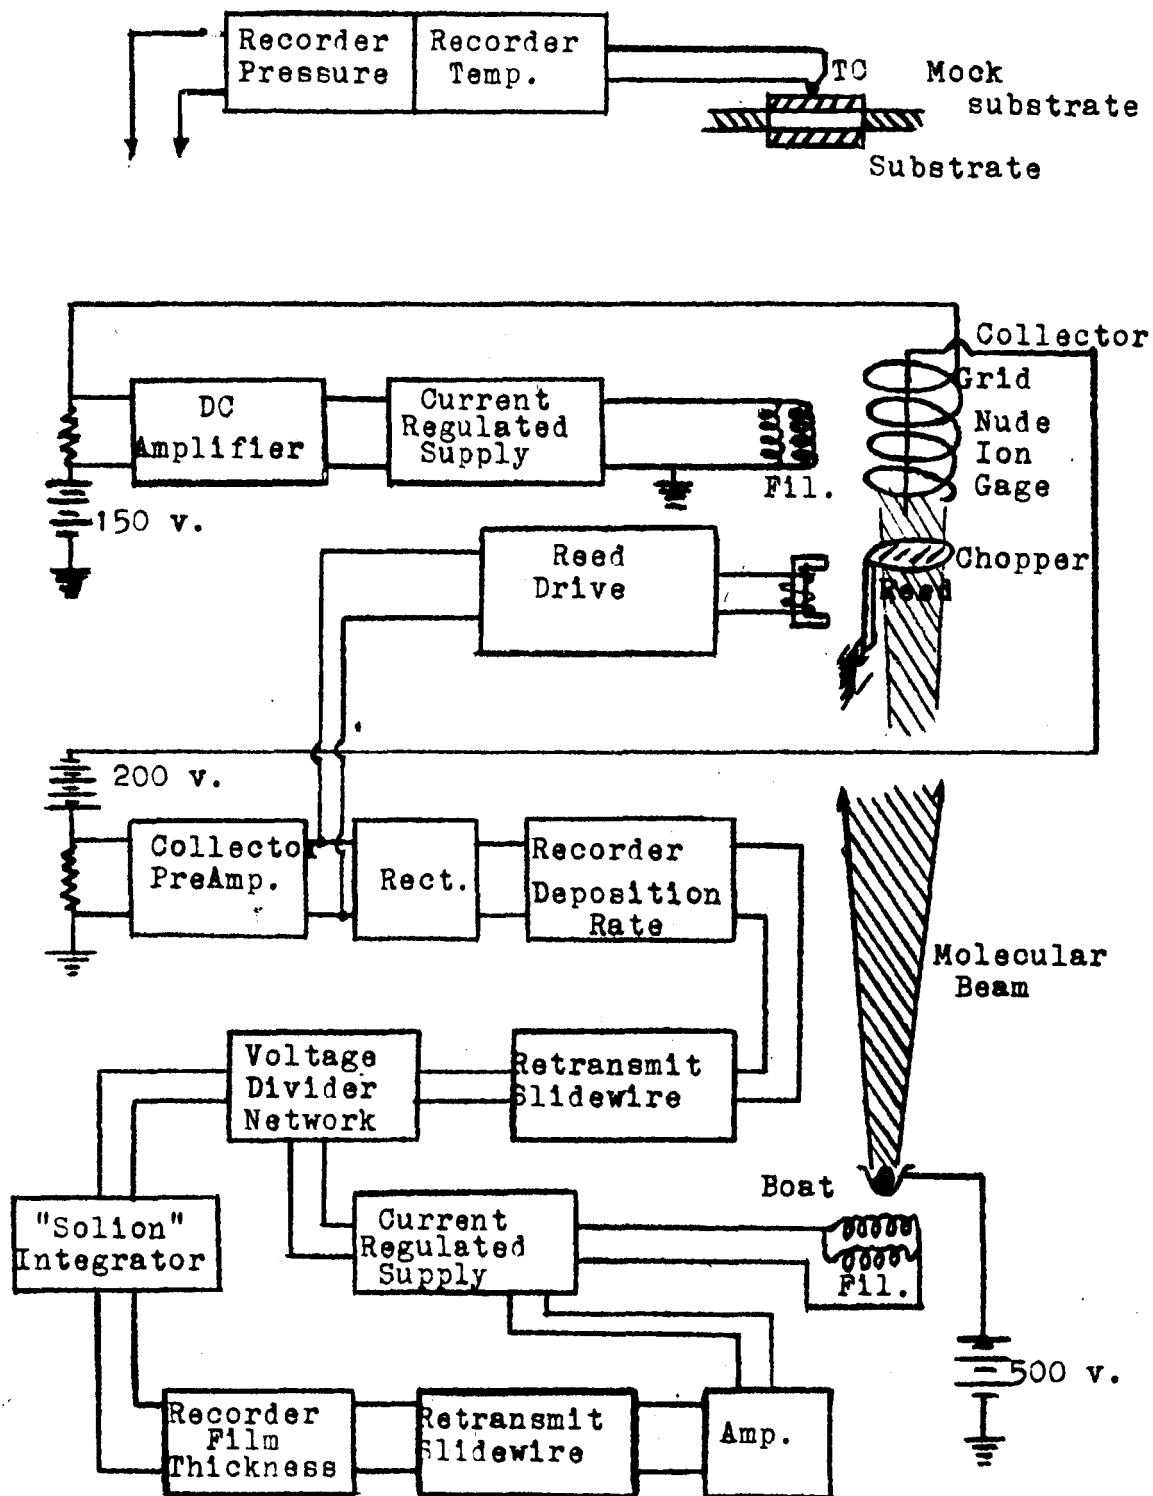 Recorder
Pressure
Recorder
Temp.
TC
Mock
substrate
Substrate
Collector
Grid
Nude
Ion
Gage
DC
Amplifier
Current
Regulated
Supply
Fil.
150 v.
Reed
Drive
Chopper
Reed
200 v.
Collector
PreAmp.
Rect.
Recorder
Deposition
Rate
Molecular
Beam
Voltage
Divider
Network
Retransmit
Slidewire
Boat
"Solion"
Integrator
Current
Regulated
Supply
Fil.
500 v.
Recorder
Film
Thickness
Retransmit
Slidewire
Amp.